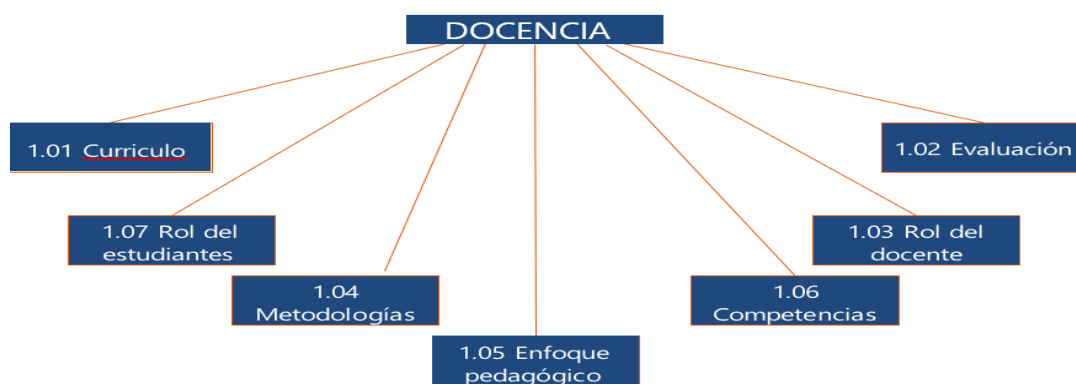 DOCENCIA
1.01 Curriculo
1.02 Evaluación
1.07 Rol del
estudiantes
1.03 Rol del
docente
1.04
Metodologías
1.06
Competencias
1.05 Enfoque
pedagógico